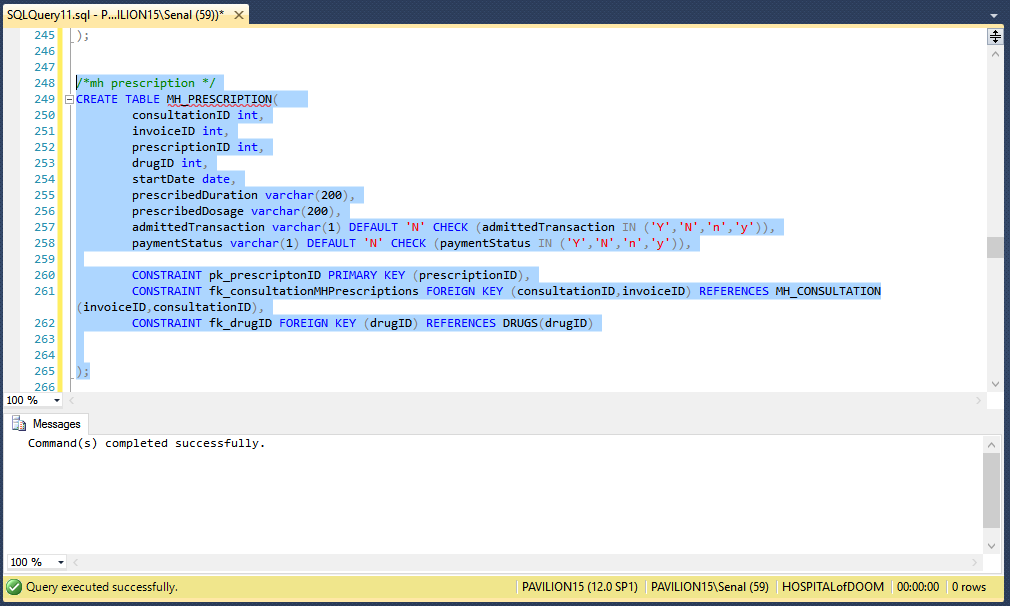 SQLQuery11.sql - P...ILION15\Senal (59))*
245 );
246
247
248 /*mh prescription */
249 CREATE TABLE MH_PRESCRIPTION(
250 consultationID int,
251 invoiceID int,
252 prescriptionID int,
253 drugID int,
254 startDate date,
255 prescribedDuration varchar(200),
256 prescribedDosage varchar(200),
257 admittedTransaction varchar(1) DEFAULT 'N' CHECK (admittedTransaction IN ('Y','N','n','y')),
258 paymentStatus varchar(1) DEFAULT 'N' CHECK (paymentStatus IN ('Y','N','n','y')),
259
260 CONSTRAINT pk_prescriptonID PRIMARY KEY (prescriptionID),
261 CONSTRAINT fk_consultationMHPrescriptions FOREIGN KEY (consultationID,invoiceID) REFERENCES MH_CONSULTATION
(invoiceID,consultationID),
262 CONSTRAINT fk_drugID FOREIGN KEY (drugID) REFERENCES DRUGS(drugID)
263
264
265 );
266
100 %
Messages
Command(s) completed successfully.
100 %
Query executed successfully. PAVILION15 (12.0 SP1) PAVILION15\Senal (59) HOSPITALofDOOM 00:00:00 0 rows